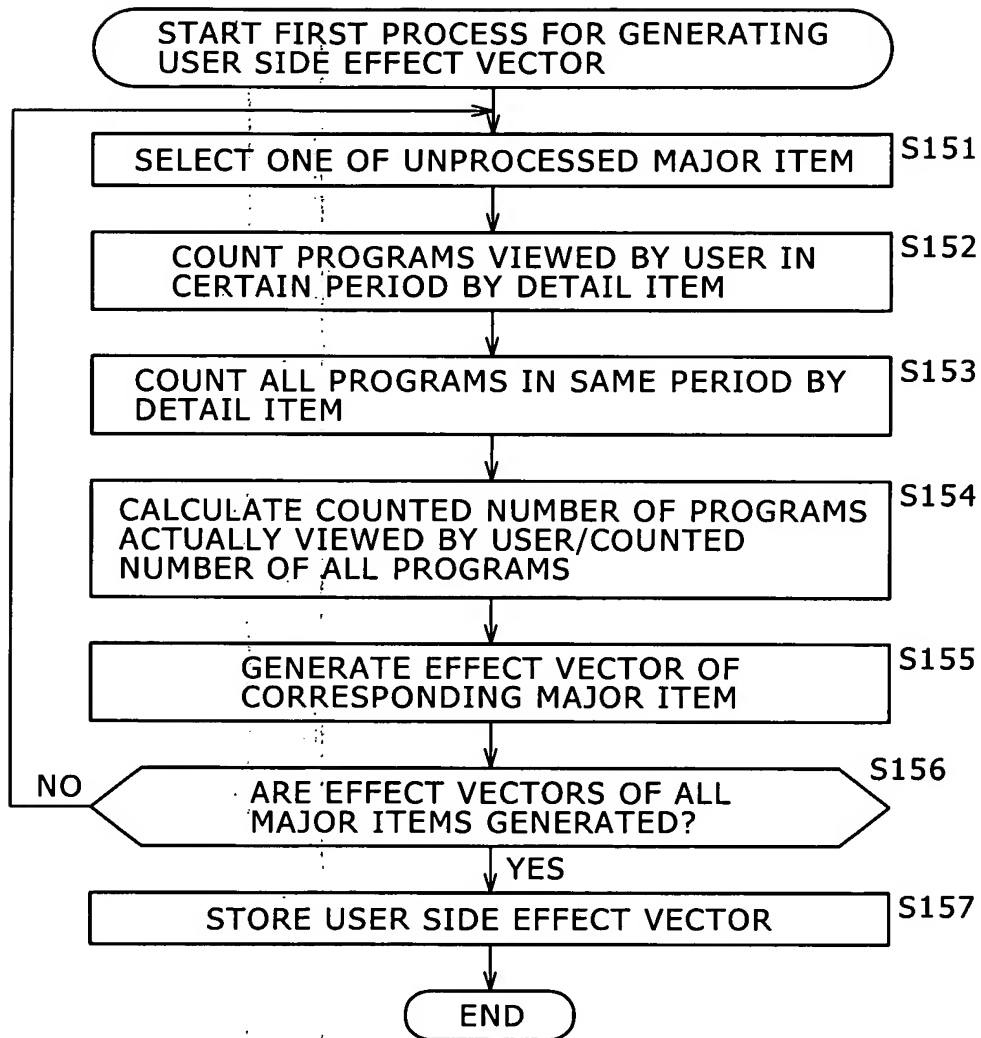 START FIRST PROCESS FOR GENERATING
USER SIDE EFFECT VECTOR
SELECT ONE OF UNPROCESSED MAJOR ITEM
S151
COUNT PROGRAMS VIEWED BY USER IN
CERTAIN PERIOD BY DETAIL ITEM
S152
COUNT ALL PROGRAMS IN SAME PERIOD BY
DETAIL ITEM
S153
CALCULATE COUNTED NUMBER OF PROGRAMS
ACTUALLY VIEWED BY USER/COUNTED
NUMBER OF ALL PROGRAMS
S154
GENERATE EFFECT VECTOR OF
CORRESPONDING MAJOR ITEM
S155
NO
ARE EFFECT VECTORS OF ALL
MAJOR ITEMS GENERATED?
S156
YES
STORE USER SIDE EFFECT VECTOR
S157
END